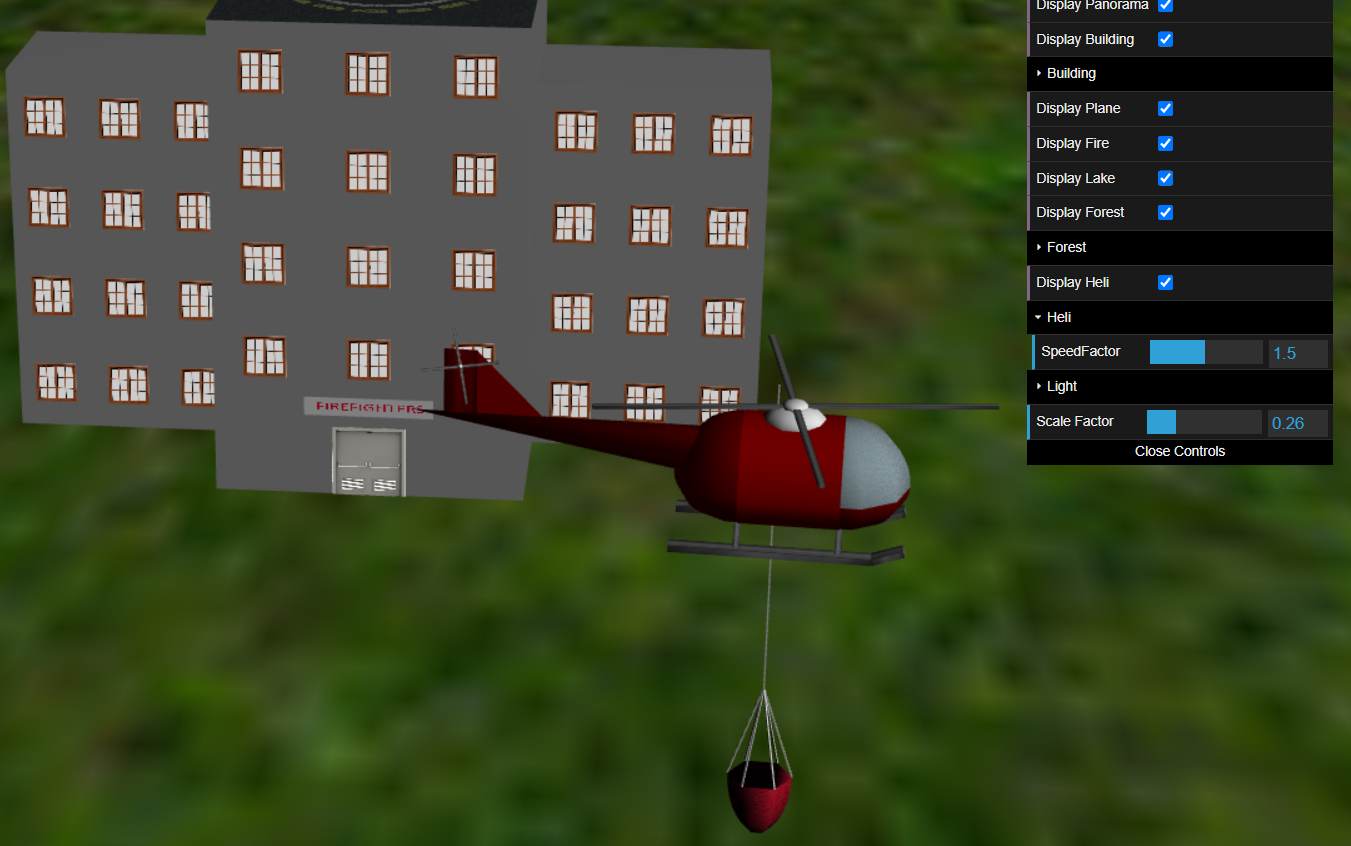 Display Panorama
Display Building
Building
Display Plane
Display Fire
Display Lake
Display Forest
Forest
Display Heli
Heli
SpeedFactor 1.5
Light
Scale Factor 0.26
Close Controls
FIREFIGHTERS